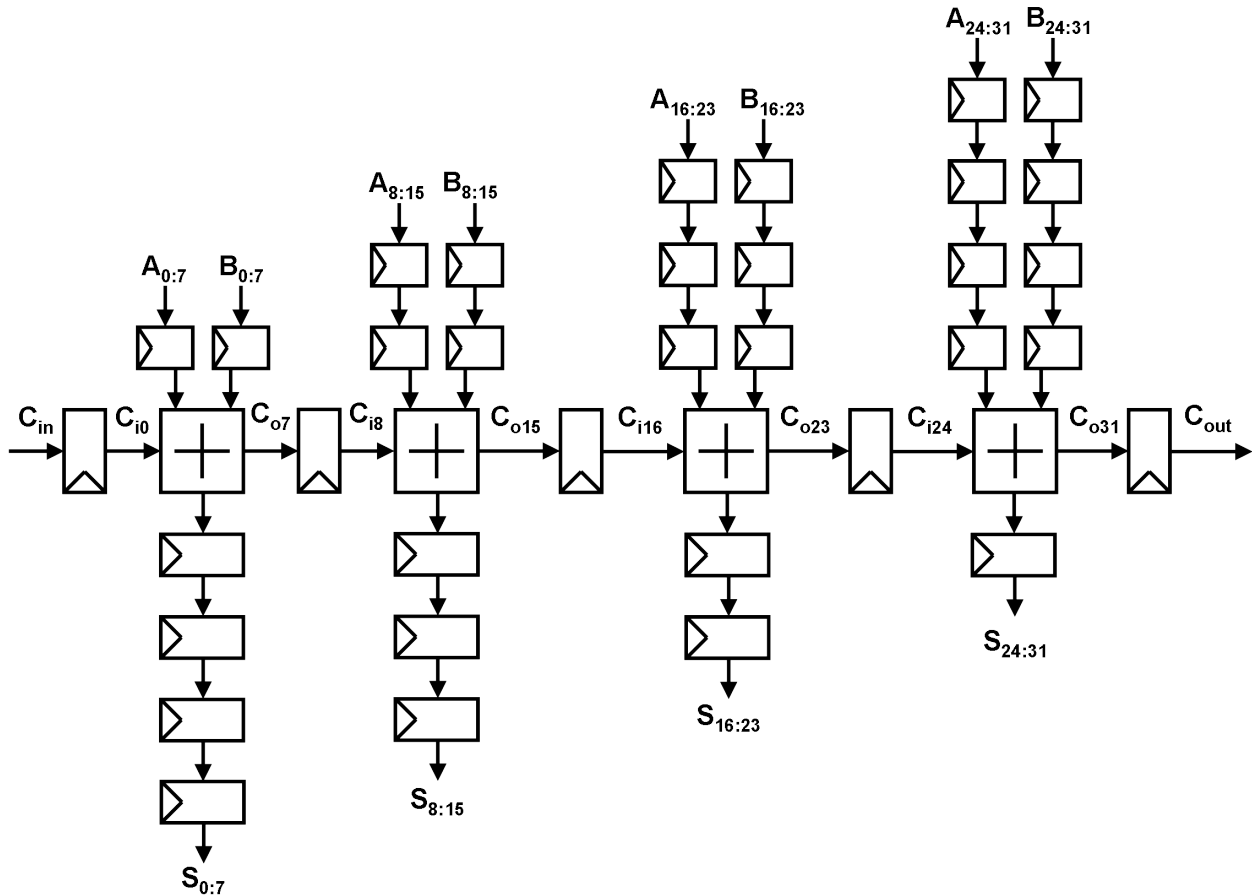 A24:31 B24:31
A16:23 B16:23
A8:15 B8:15
A0:7 B0:7
Cin Ci0 Co7 Ci8 Co15 Ci16 Co23 Ci24 Co31 Cout
S24:31
S16:23
S8:15
S0:7